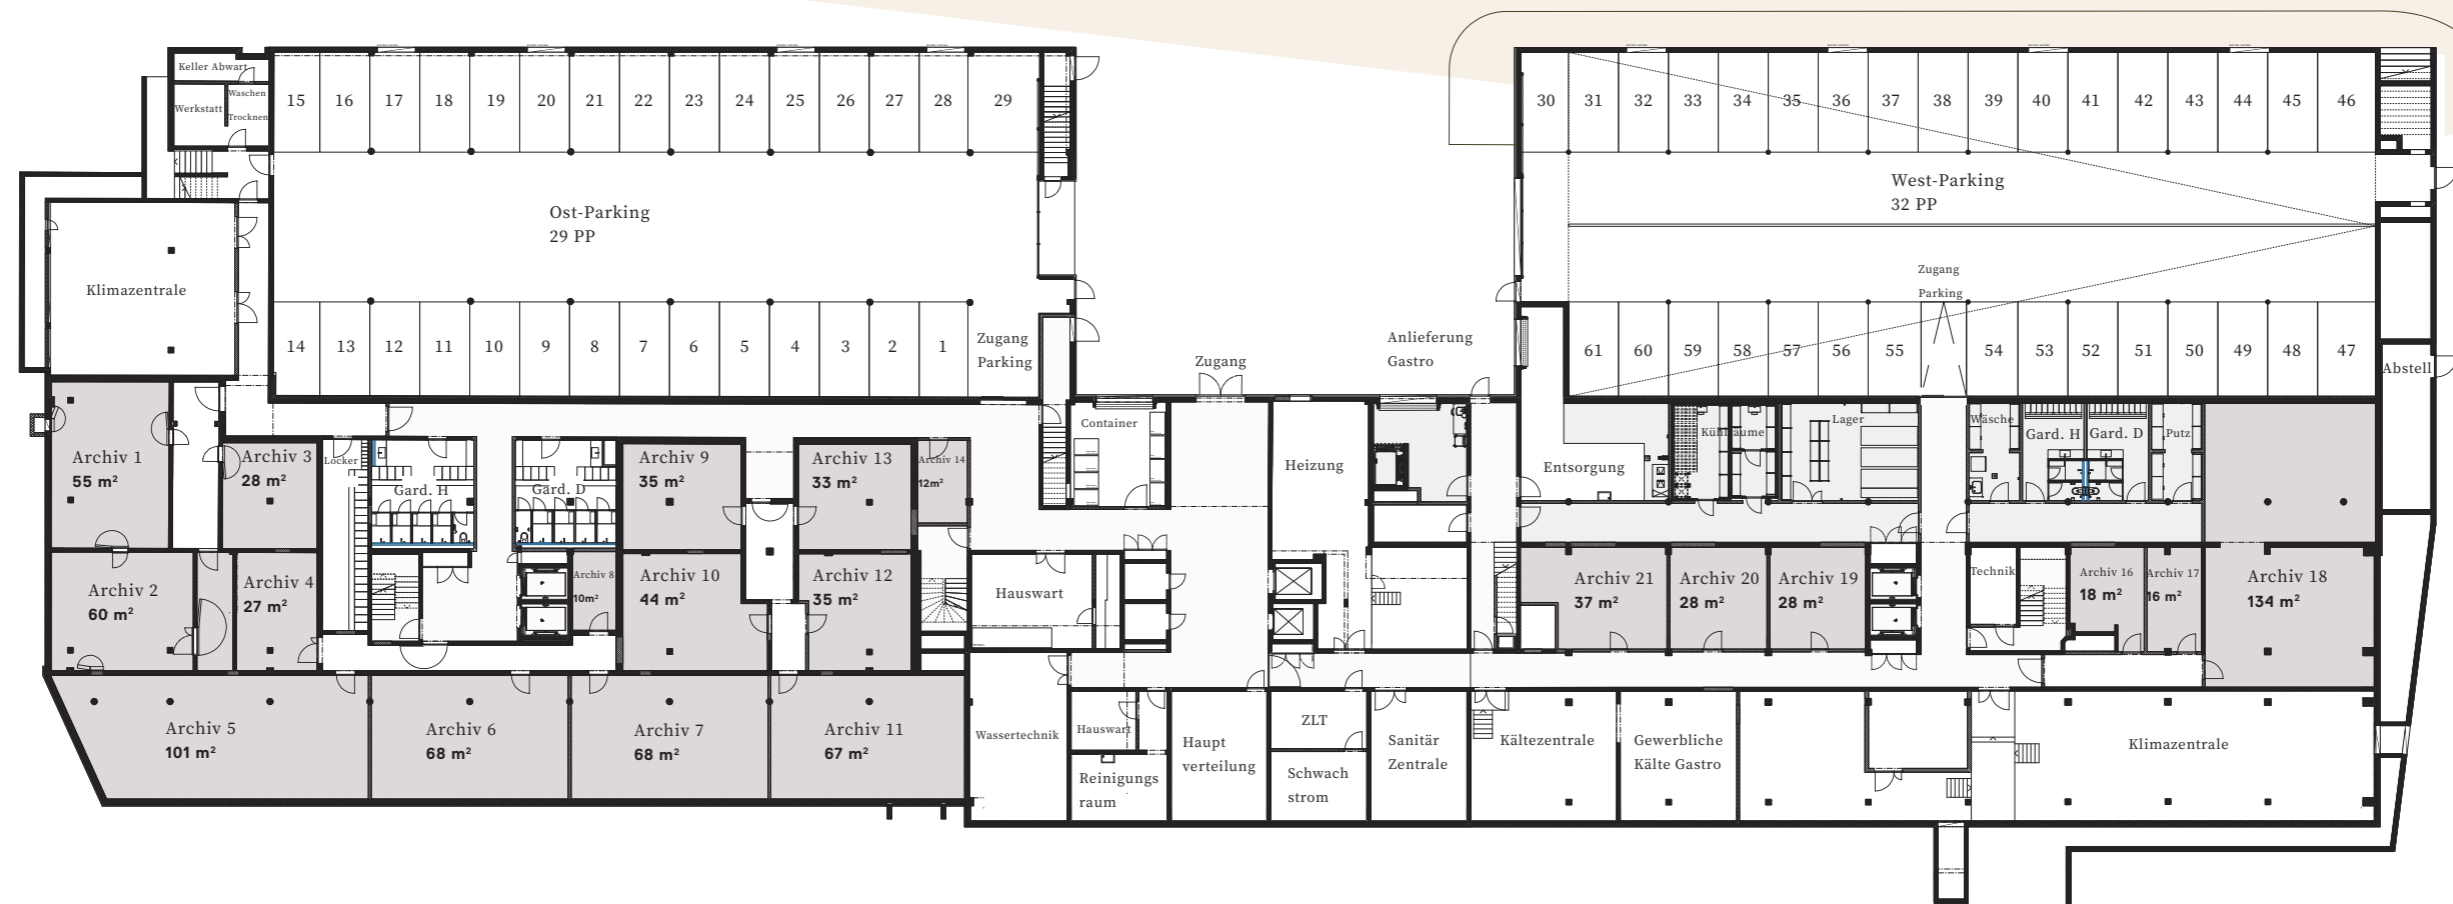 Keller Abwart
Werkstatt
Waschen
Trocknen
15 16 17 18 19 20 21 22 23 24 25 26 27 28 29
Ost-Parking
29 PP
Klimazentrale
14 13 12 11 10 9 8 7 6 5 4 3 2 1
Zugang
Parking
30 31 32 33 34 35 36 37 38 39 40 41 42 43 44 45 46
West-Parking
32 PP
Zugang
Parking
61 60 59 58 57 56 55 54 53 52 51 50 49 48 47
Abstell
Zugang
Anlieferung
Gastro
Archiv 1
55 m²
Archiv 3
28 m²
Locker
Gard. H
Gard. D
Archiv 9
35 m²
Archiv 13
33 m²
Archiv 14
12m²
Container
Heizung
Entsorgung
Kühlräume
Lager
Wäsche
Gard. H
Gard. D
Putz
Archiv 2
60 m²
Archiv 4
27 m²
Archiv 8
10m²
Archiv 10
44 m²
Archiv 12
35 m²
Hauswart
Archiv 21
37 m²
Archiv 20
28 m²
Archiv 19
28 m²
Technik
Archiv 16
18 m²
Archiv 17
16 m²
Archiv 18
134 m²
Archiv 5
101 m²
Archiv 6
68 m²
Archiv 7
68 m²
Archiv 11
67 m²
Wassertechnik
Hauswart
Reinigungs
raum
Haupt
verteilung
ZLT
Schwach
strom
Sanitär
Zentrale
Kältezentrale
Gewerbliche
Kälte Gastro
Klimazentrale